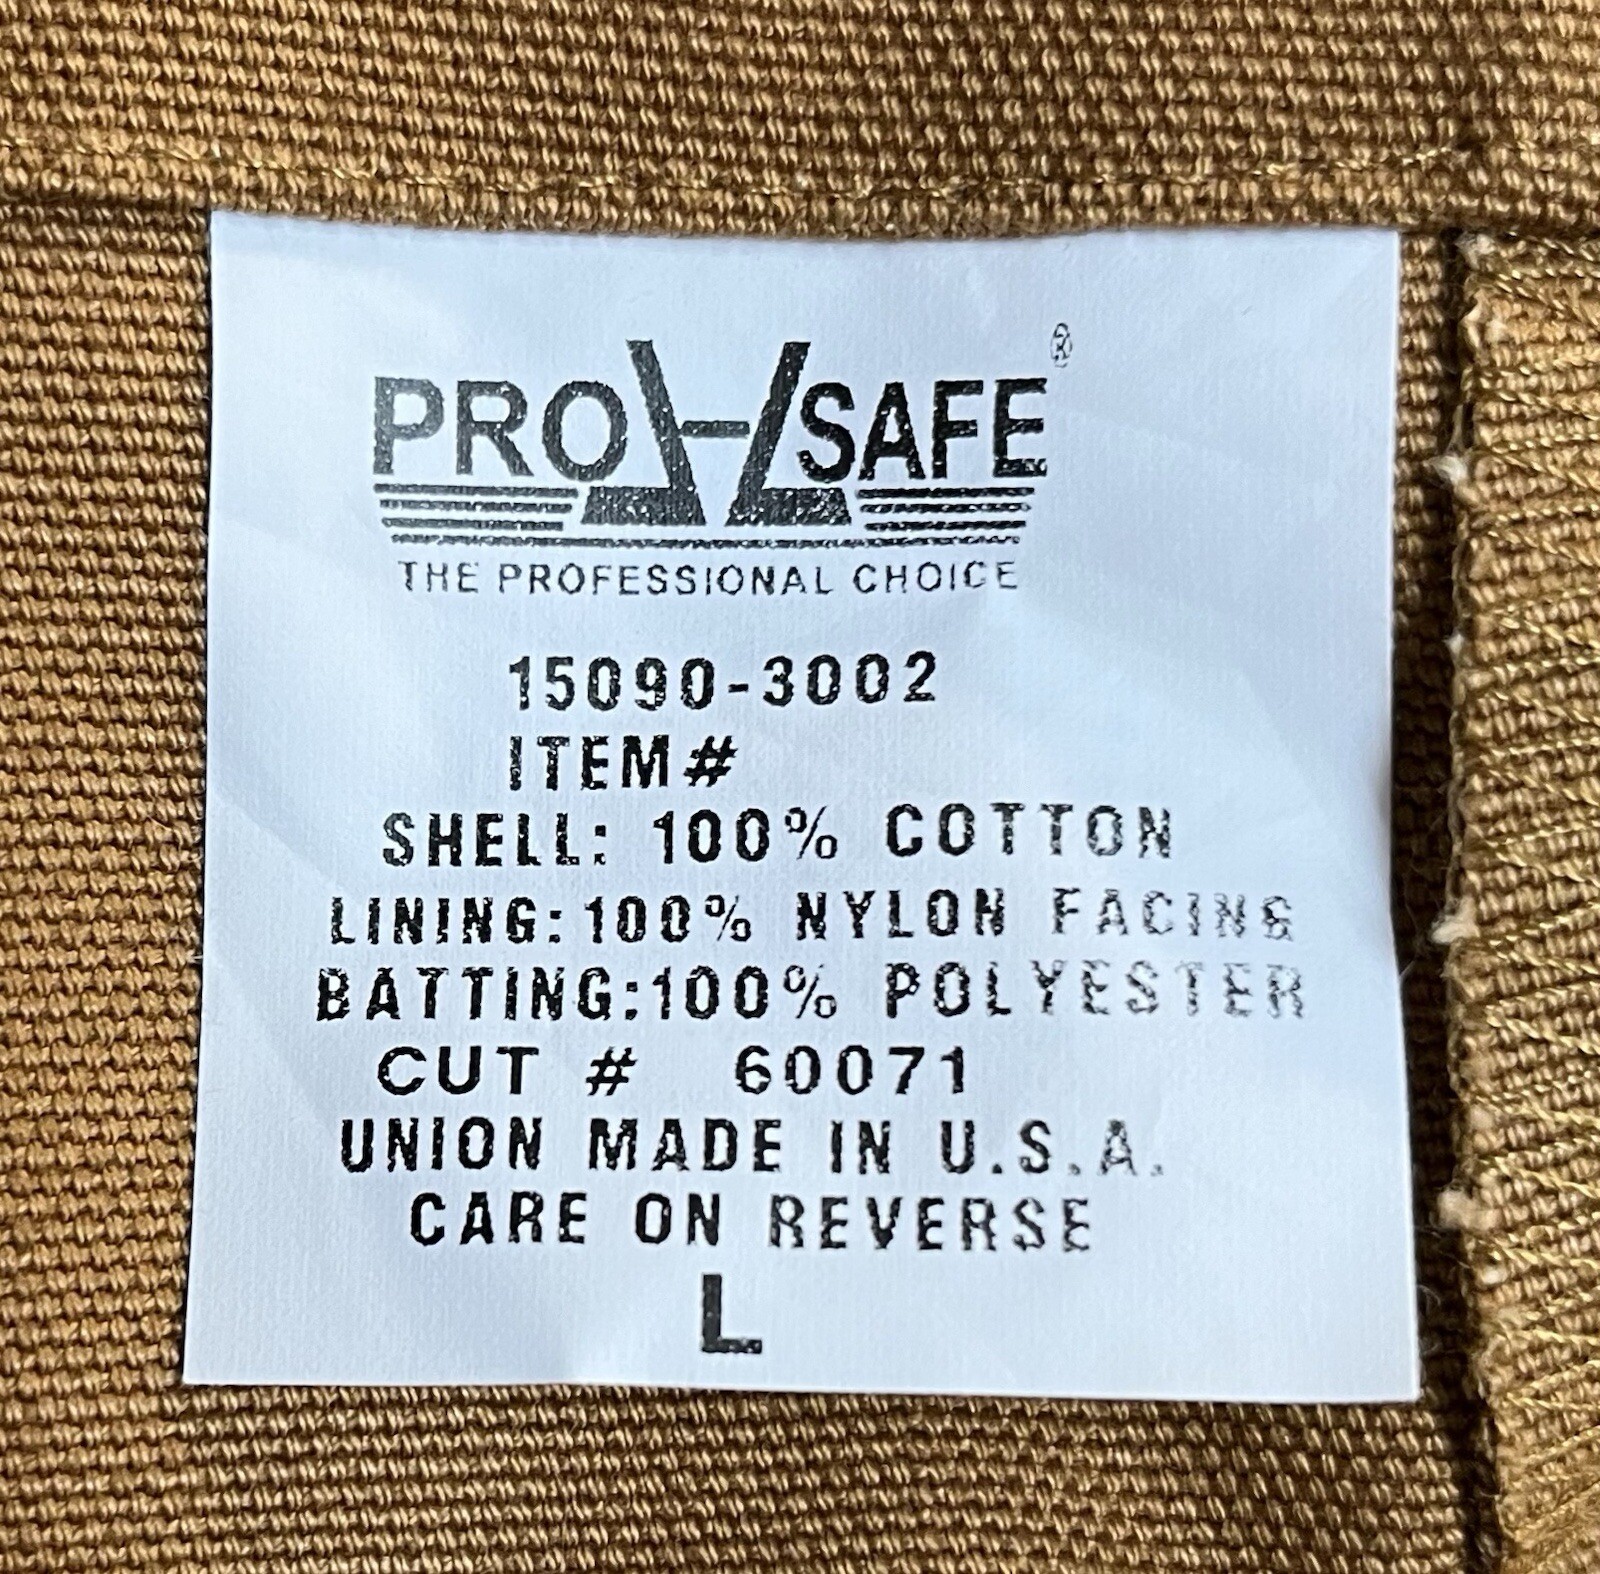 PRO SAFE®
THE PROFESSIONAL CHOICE
15090-3002
ITEM#
SHELL: 100% COTTON
LINING:100% NYLON FACING
BATTING:100% POLYESTER
CUT # 60071
UNION MADE IN U.S.A.
CARE ON REVERSE
L